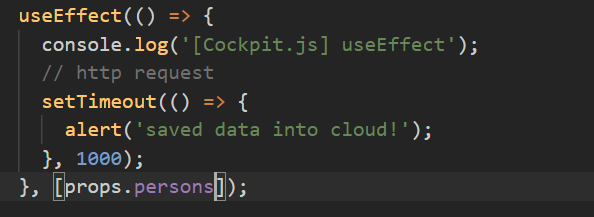 useEffect(() => {
  console.log('[Cockpit.js] useEffect');
  // http request
  setTimeout(() => {
    alert('saved data into cloud!');
  }, 1000);
}, [props.persons]);